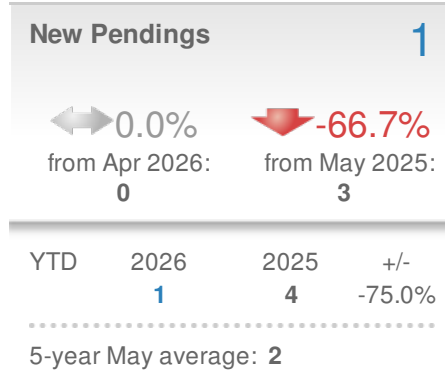 New Pendings 1
0.0% -66.7%
from Apr 2026: from May 2025:
0 3
YTD 2026 2025 +/-
1 4 -75.0%
5-year May average: 2